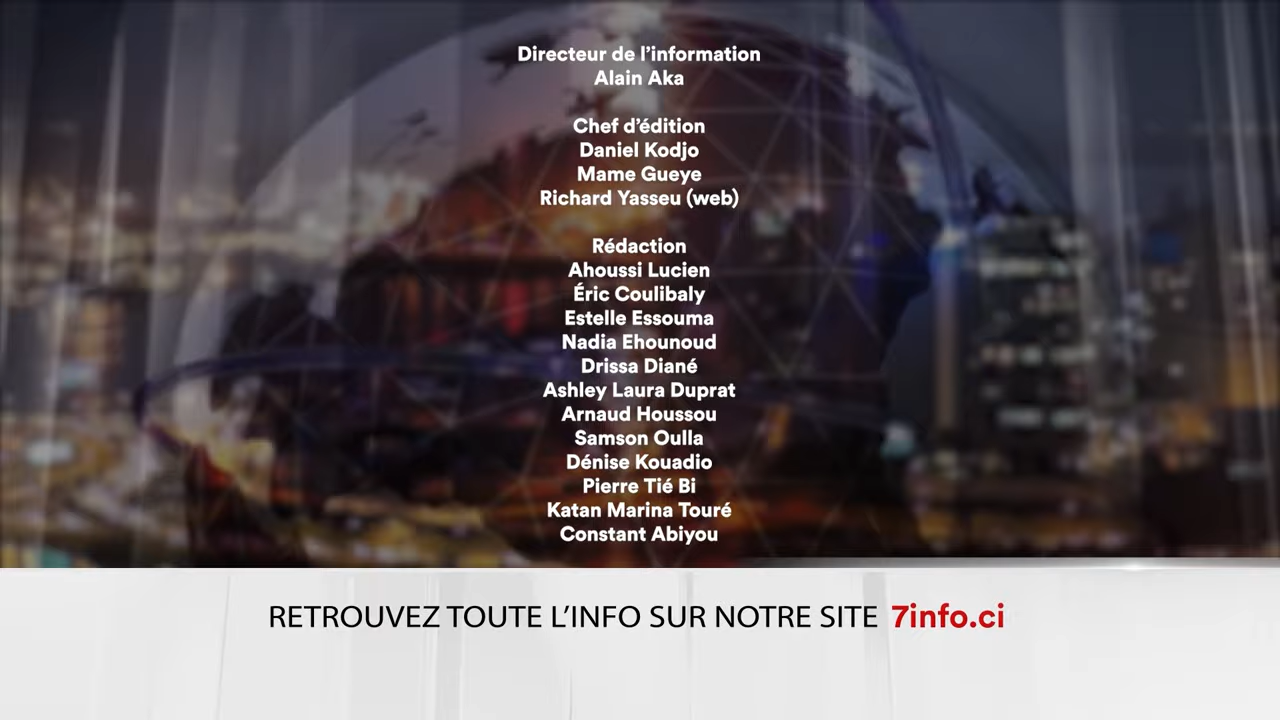 Directeur de l’information
Alain Aka
Chef d’édition
Daniel Kodjo
Mame Gueye
Richard Yasseu (web)
Rédaction
Ahoussi Lucien
Éric Coulibaly
Estelle Essouma
Nadia Ehounoud
Drissa Diané
Ashley Laura Duprat
Arnaud Houssou
Samson Oulla
Dénise Kouadio
Pierre Tié Bi
Katan Marina Touré
Constant Abiyou
RETROUVEZ TOUTE L’INFO SUR NOTRE SITE 7info.ci